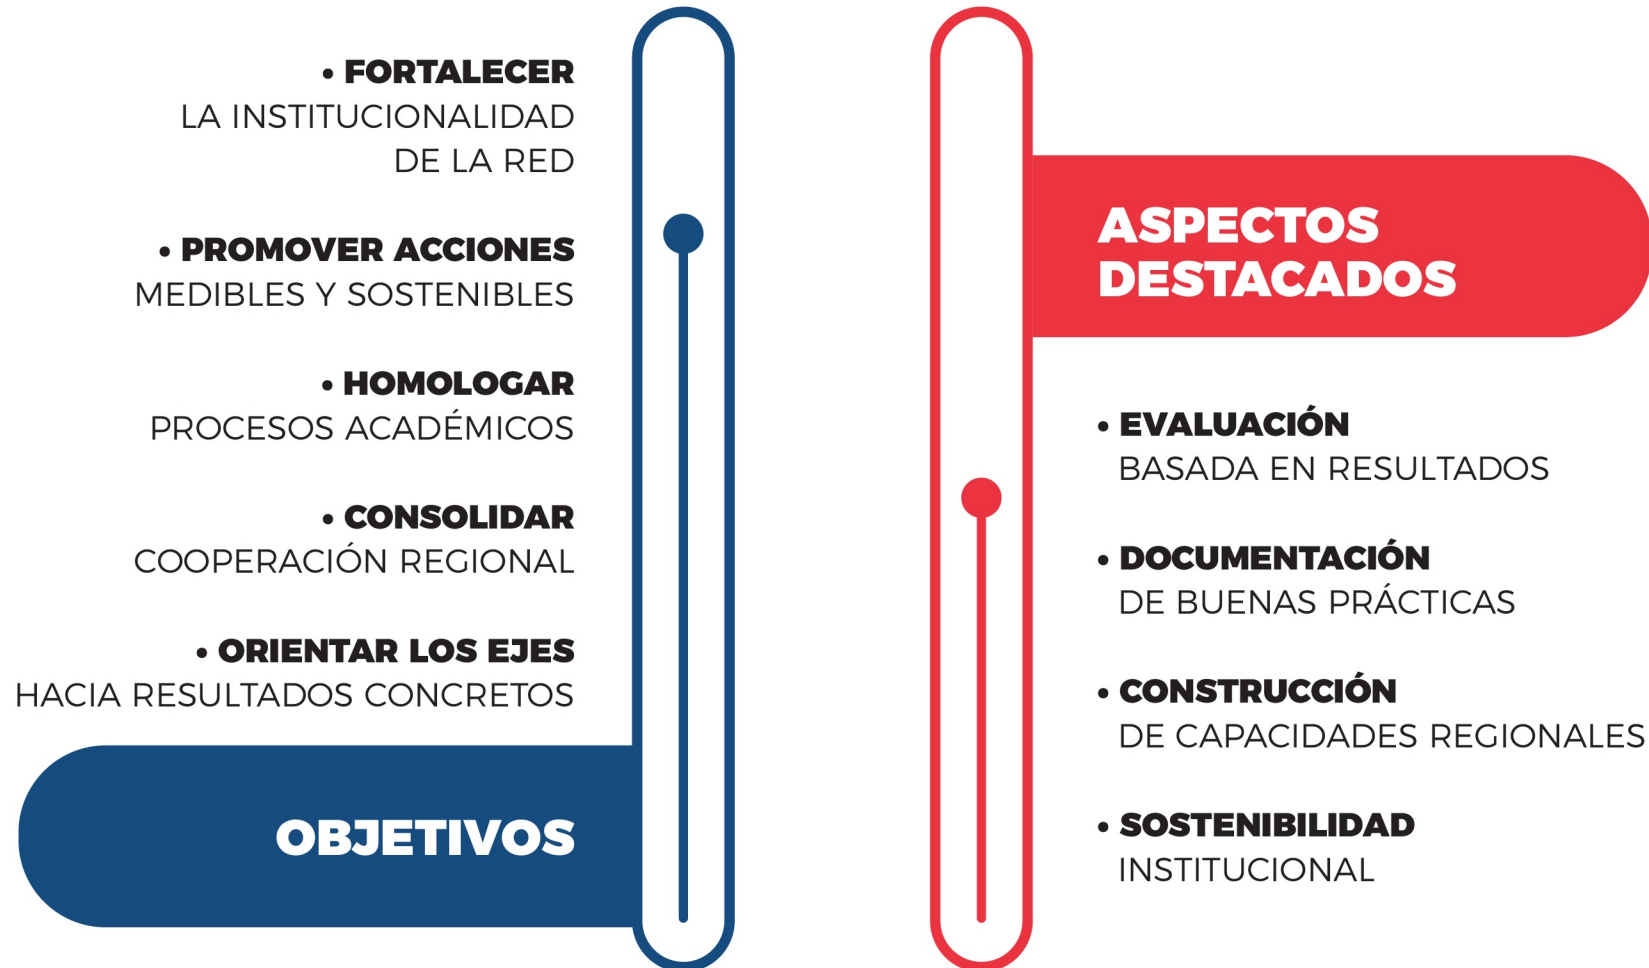 • FORTALECER
LA INSTITUCIONALIDAD
DE LA RED
• PROMOVER ACCIONES
MEDIBLES Y SOSTENIBLES
• HOMOLOGAR
PROCESOS ACADÉMICOS
• CONSOLIDAR
COOPERACIÓN REGIONAL
• ORIENTAR LOS EJES
HACIA RESULTADOS CONCRETOS
OBJETIVOS
ASPECTOS
DESTACADOS
• EVALUACIÓN
BASADA EN RESULTADOS
• DOCUMENTACIÓN
DE BUENAS PRÁCTICAS
• CONSTRUCCIÓN
DE CAPACIDADES REGIONALES
• SOSTENIBILIDAD
INSTITUCIONAL